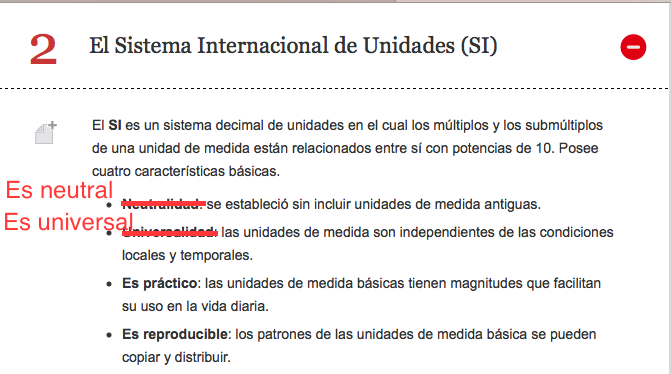 2 El Sistema Internacional de Unidades (SI)
El SI es un sistema decimal de unidades en el cual los múltiplos y los submúltiplos
de una unidad de medida están relacionados entre sí con potencias de 10. Posee
cuatro características básicas.
Es neutral
• Neutralidad: se estableció sin incluir unidades de medida antiguas.
Es universal
• Universalidad: las unidades de medida son independientes de las condiciones
locales y temporales.
• Es práctico: las unidades de medida básicas tienen magnitudes que facilitan
su uso en la vida diaria.
• Es reproducible: los patrones de las unidades de medida básica se pueden
copiar y distribuir.